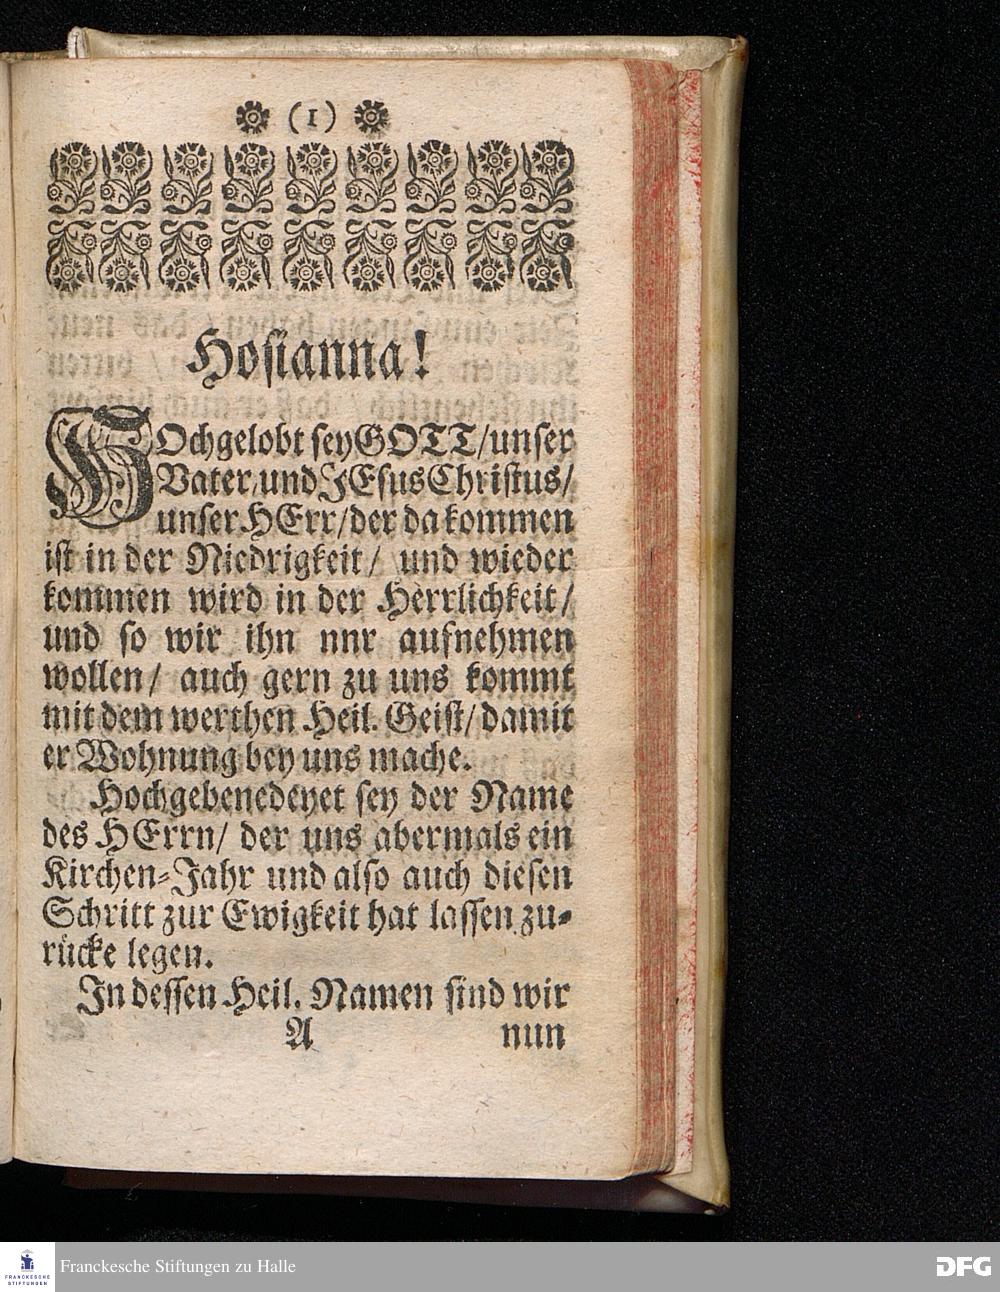 (1)
Hosianna!
HOchgelobt sey GOTT/unser
Vater/und JEsus Christus/
unser HErr/der da kommen
ist in der Niedrigkeit/ und wieder
kommen wird in der Herrlichkeit/
und so wir ihn nnr aufnehmen
wollen/ auch gern zu uns kommt
mit dem werthen Heil. Geist/damit
er Wohnung bey uns mache.
Hochgebenedeyet sey der Name
des HErrn/ der uns abermals ein
Kirchen-Jahr und also auch diesen
Schritt zur Ewigkeit hat lassen zu-
rücke legen.
In dessen Heil. Namen sind wir
A nun
FRANCKESCHE
STIFTUNGEN
Franckesche Stiftungen zu Halle
DFG